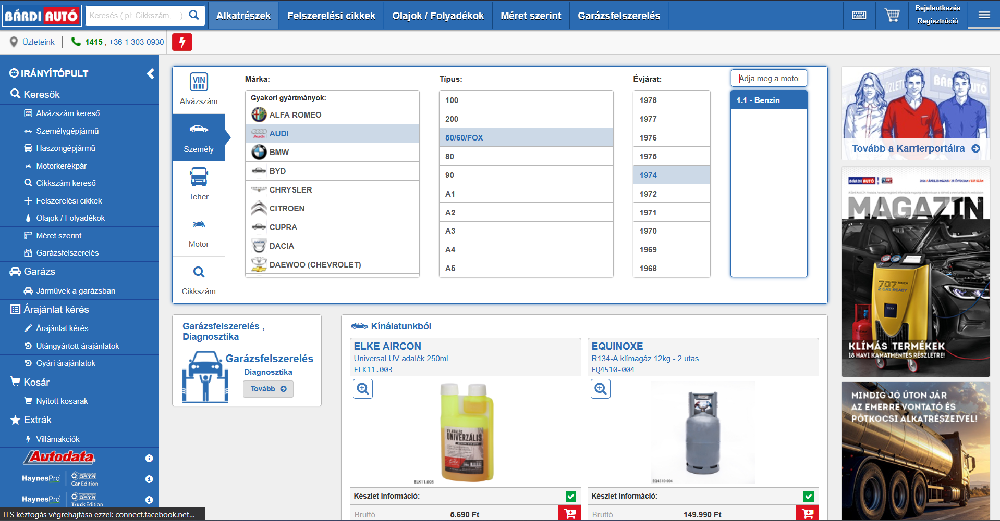 BÁRDI AUTÓ
Keresés ( pl: Cikkszám,... )
Alkatrészek
Felszerelési cikkek
Olajok / Folyadékok
Méret szerint
Garázsfelszerelés
Bejelentkezés
Regisztráció
Üzleteink
1415 , +36 1 303-0930
IRÁNYÍTÓPULT
Keresők
Alvázszám kereső
Személygépjármű
Haszongépjármű
Motorkerékpár
Cikkszám kereső
Felszerelési cikkek
Olajok / Folyadékok
Méret szerint
Garázsfelszerelés
Garázs
Járművek a garázsban
Árajánlat kérés
Árajánlat kérés
Utángyártott árajánlatok
Gyári árajánlatok
Kosár
Nyitott kosarak
Extrák
Villámakciók
Autodata
HaynesPro
DATA
Car Edition
HaynesPro
DATA
Truck Edition
TLS kézfogás végrehajtása ezzel: connect.facebook.net...
VIN
Alvázszám
Személy
Teher
Motor
Cikkszám
Márka:
Gyakori gyártmányok:
ALFA ROMEO
AUDI
BMW
BYD
CHRYSLER
CITROEN
CUPRA
DACIA
DAEWOO (CHEVROLET)
Típus:
100
200
50/60/FOX
80
90
A1
A2
A3
A4
A5
Évjárat:
1978
1977
1976
1975
1974
1972
1971
1970
1969
1968
Adja meg a moto
1.1 - Benzin
Garázsfelszerelés ,
Diagnosztika
Garázsfelszerelés
Diagnosztika
Tovább
Kínálatunkból
ELKE AIRCON
Universal UV adalék 250ml
ELK11.003
UV ADALÉK
UNIVERZÁLIS
ELK11.003
Készlet információ:
Bruttó
5.690 Ft
EQUINOXE
R134-A klímagáz 12kg - 2 utas
EQ4510-004
EQ4510-004
Készlet információ:
Bruttó
149.990 Ft
Tovább a Karrierportálra
BÁRDI AUTÓ
MAGAZIN
707 TOUCH
2 GAS READY
TEXA
KLÍMÁS TERMÉKEK
18 HAVI KAMATMENTES RÉSZLETRE!
MINDIG JÓ ÚTON JÁR
AZ EMERRE VONTATÓ ÉS
PÓTKOCSI ALKATRÉSZEIVEL!